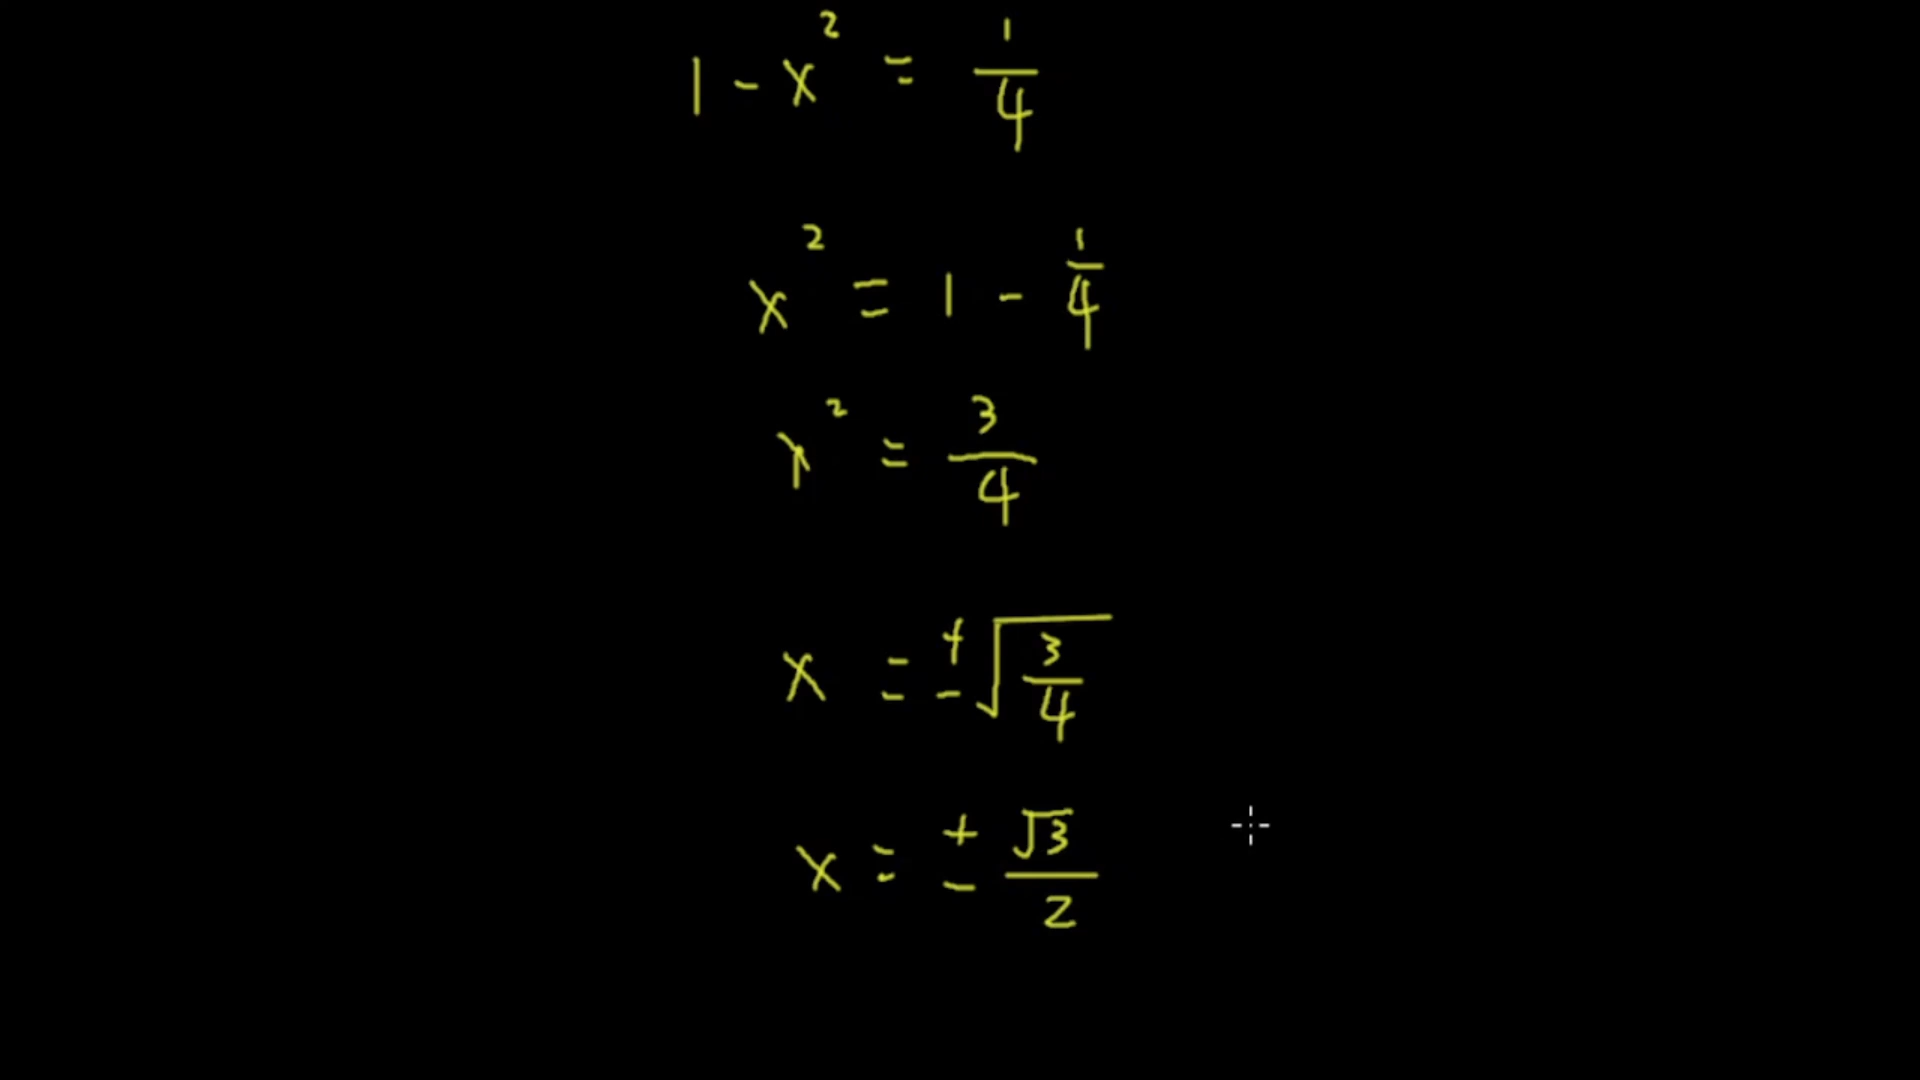 1 - x² = 1/4
x² = 1 - 1/4
x² = 3/4
x = ±√(3/4)
x = ±√3/2